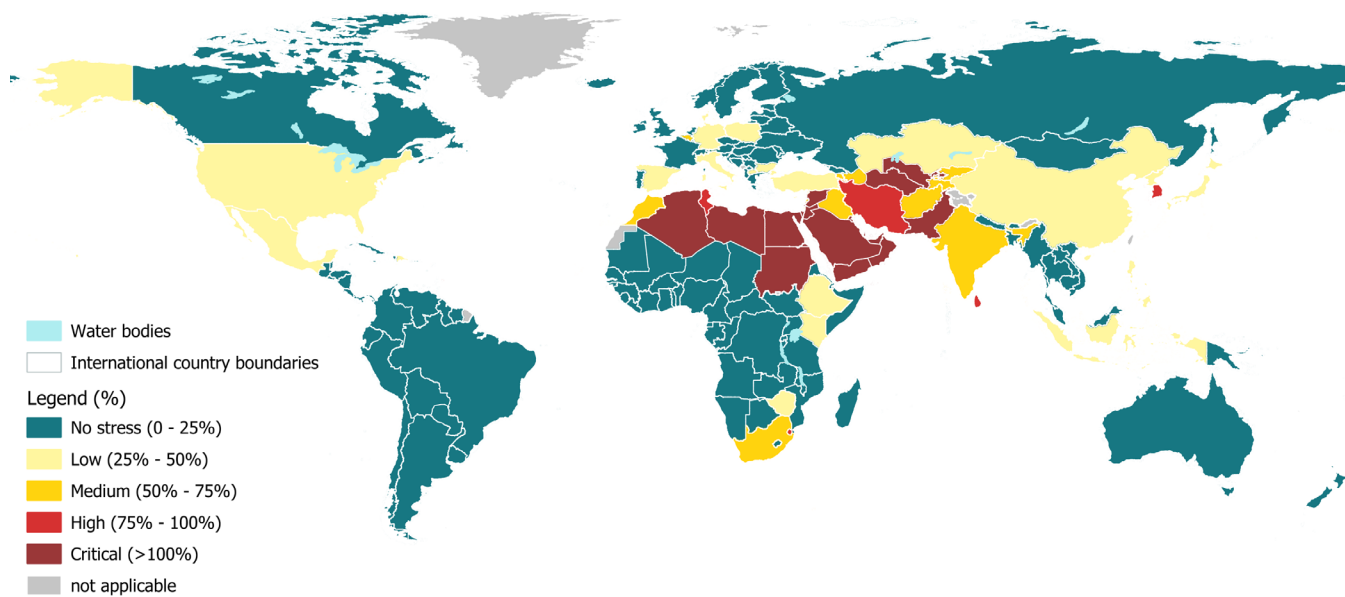 Water bodies
International country boundaries
Legend (%)
No stress (0 - 25%)
Low (25% - 50%)
Medium (50% - 75%)
High (75% - 100%)
Critical (>100%)
not applicable